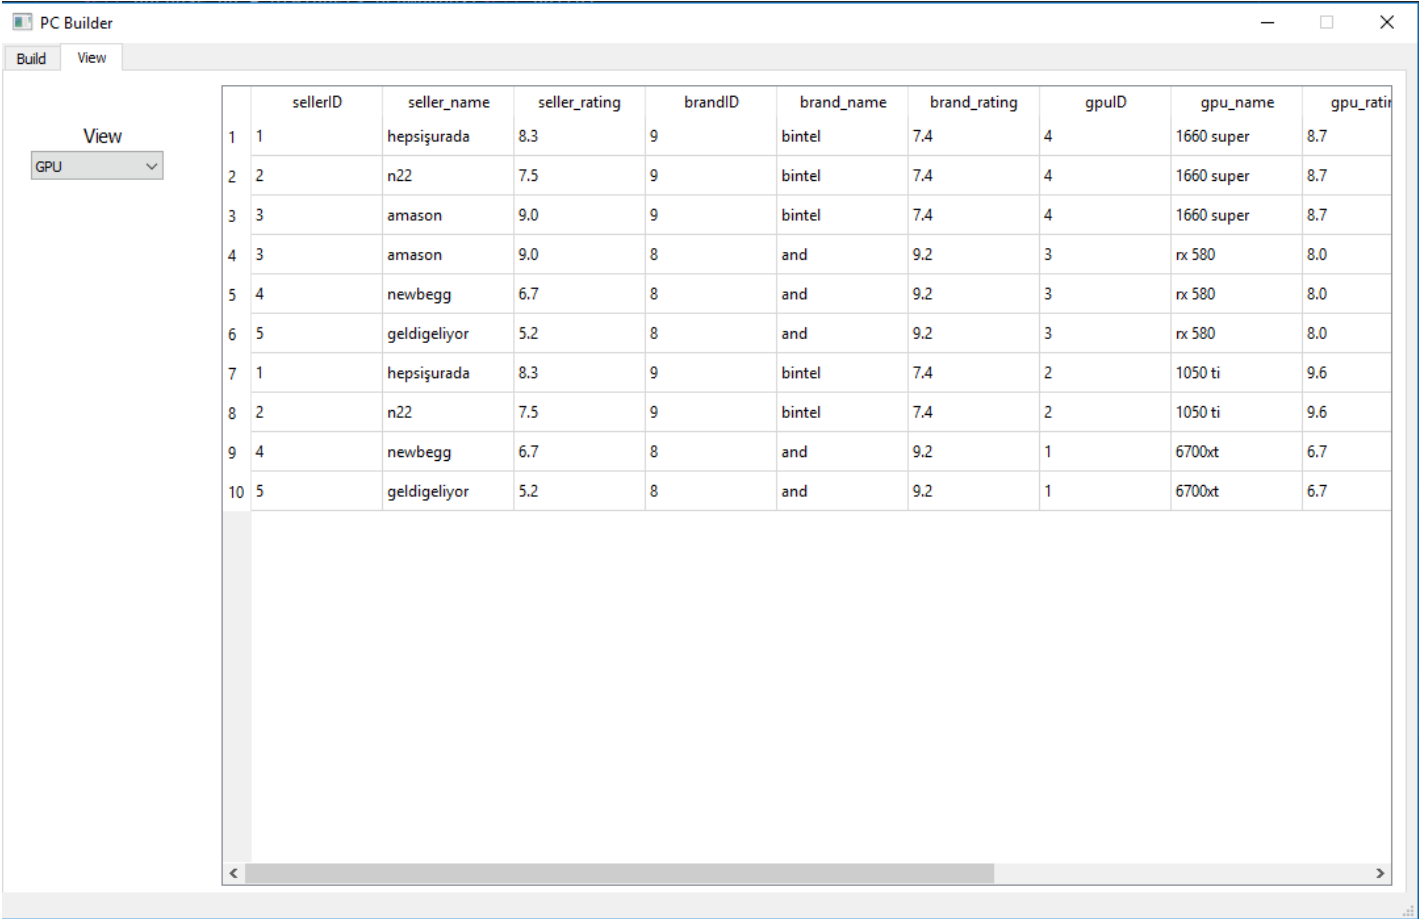 PC Builder
Build View
sellerID seller_name seller_rating brandID brand_name brand_rating gpuID gpu_name gpu_ratin
View
GPU
1 1 hepsişurada 8.3 9 bintel 7.4 4 1660 super 8.7
2 2 n22 7.5 9 bintel 7.4 4 1660 super 8.7
3 3 amason 9.0 9 bintel 7.4 4 1660 super 8.7
4 3 amason 9.0 8 and 9.2 3 rx 580 8.0
5 4 newbegg 6.7 8 and 9.2 3 rx 580 8.0
6 5 geldigeliyor 5.2 8 and 9.2 3 rx 580 8.0
7 1 hepsişurada 8.3 9 bintel 7.4 2 1050 ti 9.6
8 2 n22 7.5 9 bintel 7.4 2 1050 ti 9.6
9 4 newbegg 6.7 8 and 9.2 1 6700xt 6.7
10 5 geldigeliyor 5.2 8 and 9.2 1 6700xt 6.7